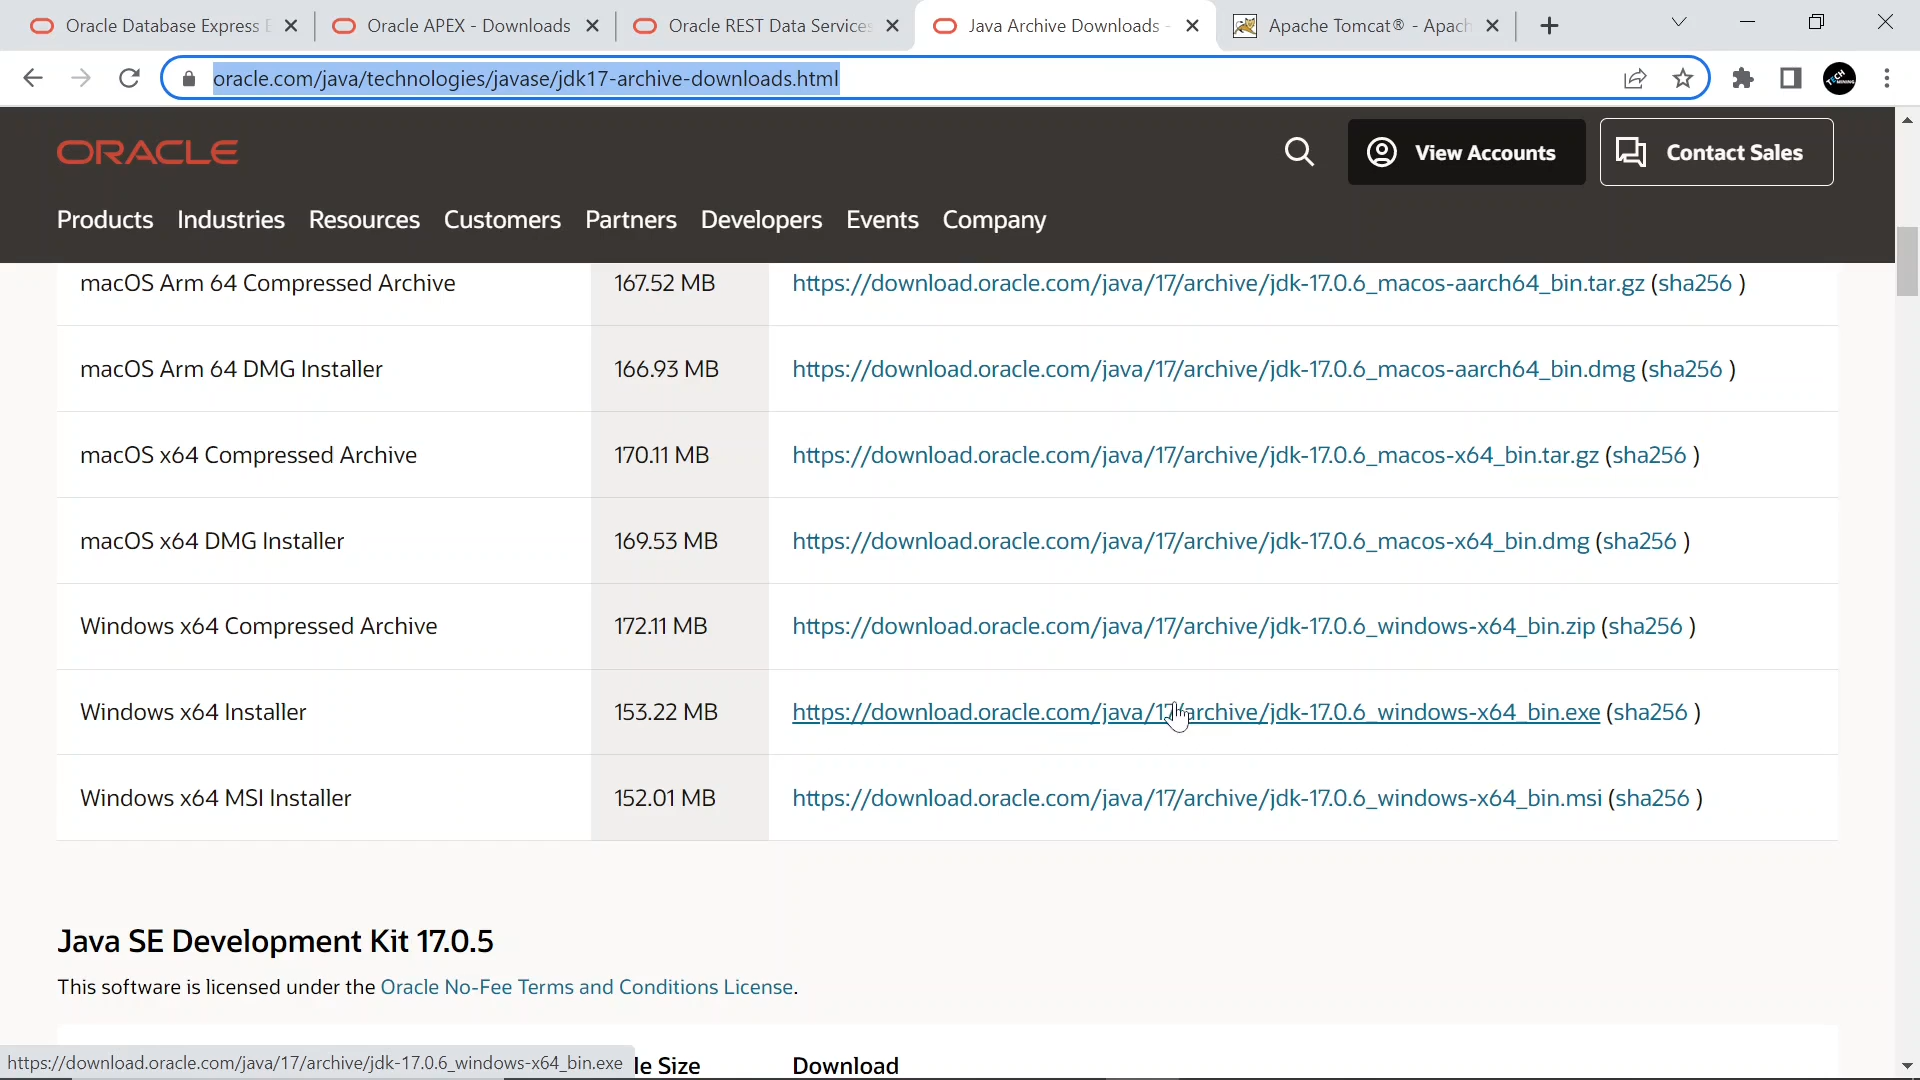 Oracle Database Express E
Oracle APEX - Downloads
Oracle REST Data Services
Java Archive Downloads -
Apache Tomcat® - Apach
oracle.com/java/technologies/javase/jdk17-archive-downloads.html
ORACLE
View Accounts
Contact Sales
Products Industries Resources Customers Partners Developers Events Company
macOS Arm 64 Compressed Archive 167.52 MB https://download.oracle.com/java/17/archive/jdk-17.0.6_macos-aarch64_bin.tar.gz (sha256 )
macOS Arm 64 DMG Installer 166.93 MB https://download.oracle.com/java/17/archive/jdk-17.0.6_macos-aarch64_bin.dmg (sha256 )
macOS x64 Compressed Archive 170.11 MB https://download.oracle.com/java/17/archive/jdk-17.0.6_macos-x64_bin.tar.gz (sha256 )
macOS x64 DMG Installer 169.53 MB https://download.oracle.com/java/17/archive/jdk-17.0.6_macos-x64_bin.dmg (sha256 )
Windows x64 Compressed Archive 172.11 MB https://download.oracle.com/java/17/archive/jdk-17.0.6_windows-x64_bin.zip (sha256 )
Windows x64 Installer 153.22 MB https://download.oracle.com/java/17/archive/jdk-17.0.6_windows-x64_bin.exe (sha256 )
Windows x64 MSI Installer 152.01 MB https://download.oracle.com/java/17/archive/jdk-17.0.6_windows-x64_bin.msi (sha256 )
Java SE Development Kit 17.0.5
This software is licensed under the Oracle No-Fee Terms and Conditions License.
https://download.oracle.com/java/17/archive/jdk-17.0.6_windows-x64_bin.exe
le Size Download